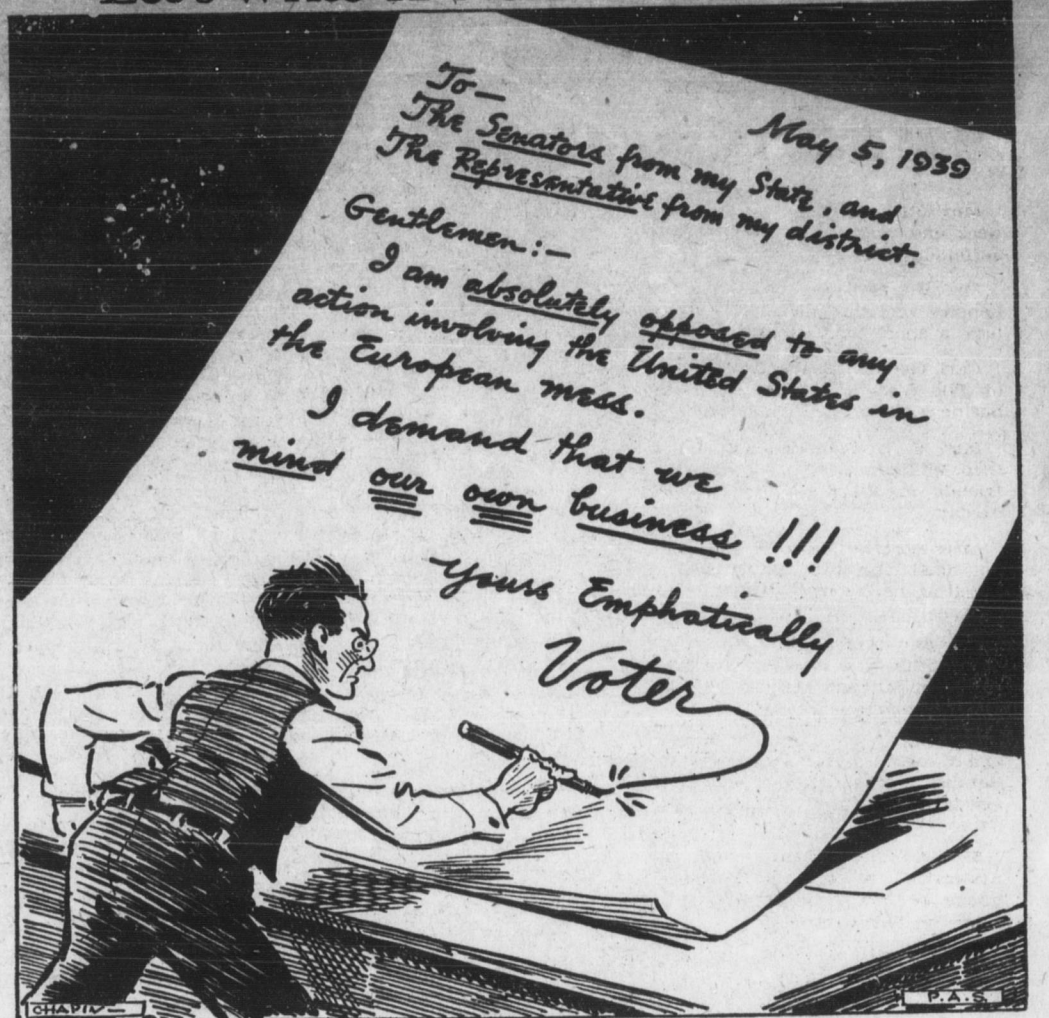 To—
May 5, 1939
The Senators from my State, and
The Representative from my district.
Gentlemen:—
I am absolutely opposed to any
action involving the United States in
the European mess.
I demand that we
mind our own business !!!
Yours Emphatically
Voter
CHAPIN—
P.A.S.